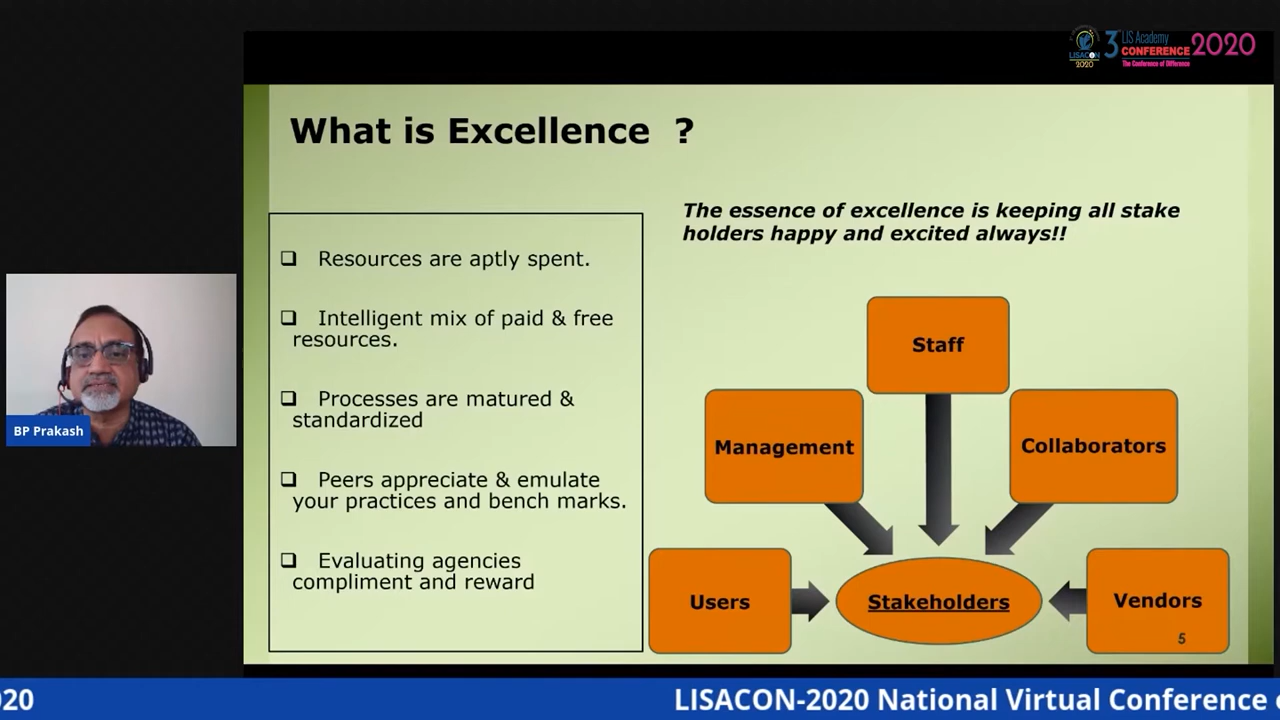 LISACON
2020
3 LIS Academy
CONFERENCE 2020
The Conference of Difference
What is Excellence ?
Resources are aptly spent.
Intelligent mix of paid & free
resources.
Processes are matured &
standardized
Peers appreciate & emulate
your practices and bench marks.
Evaluating agencies
compliment and reward
The essence of excellence is keeping all stake
holders happy and excited always!!
Staff
Management
Collaborators
Users
Stakeholders
Vendors
5
BP Prakash
020
LISACON-2020 National Virtual Conference